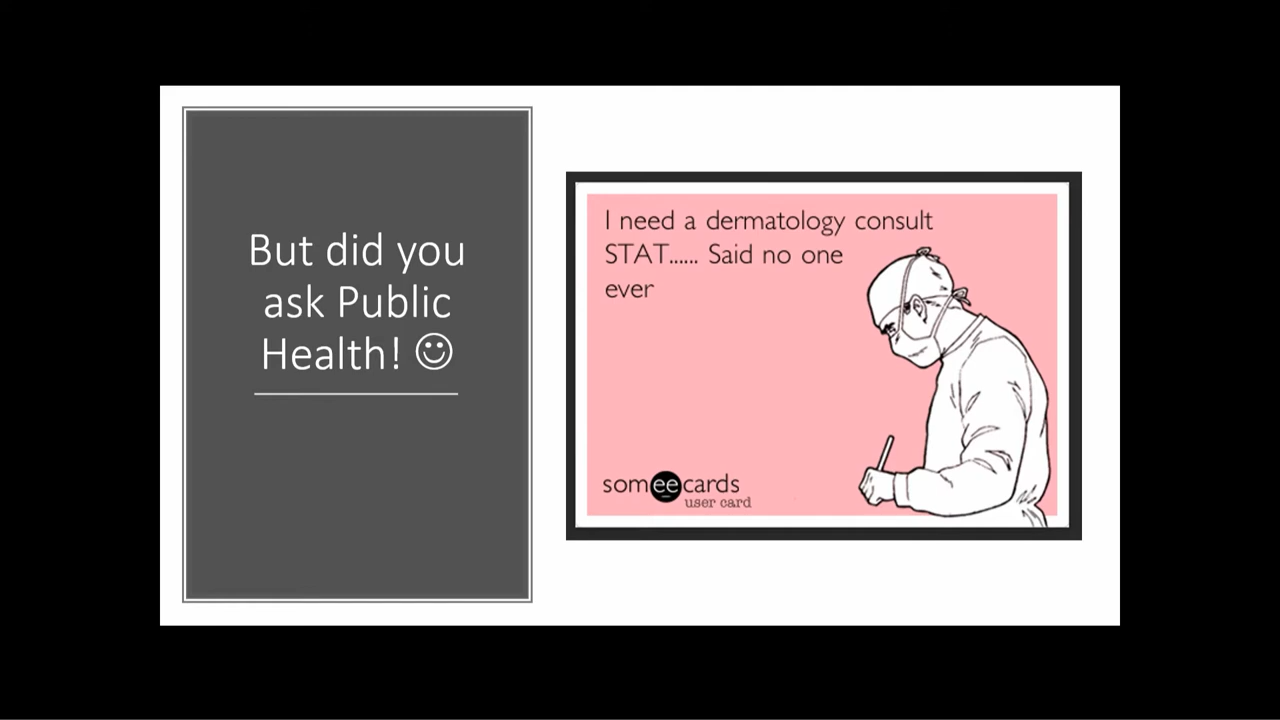 But did you
ask Public
Health! ☺
I need a dermatology consult
STAT...... Said no one
ever
someecards
user card